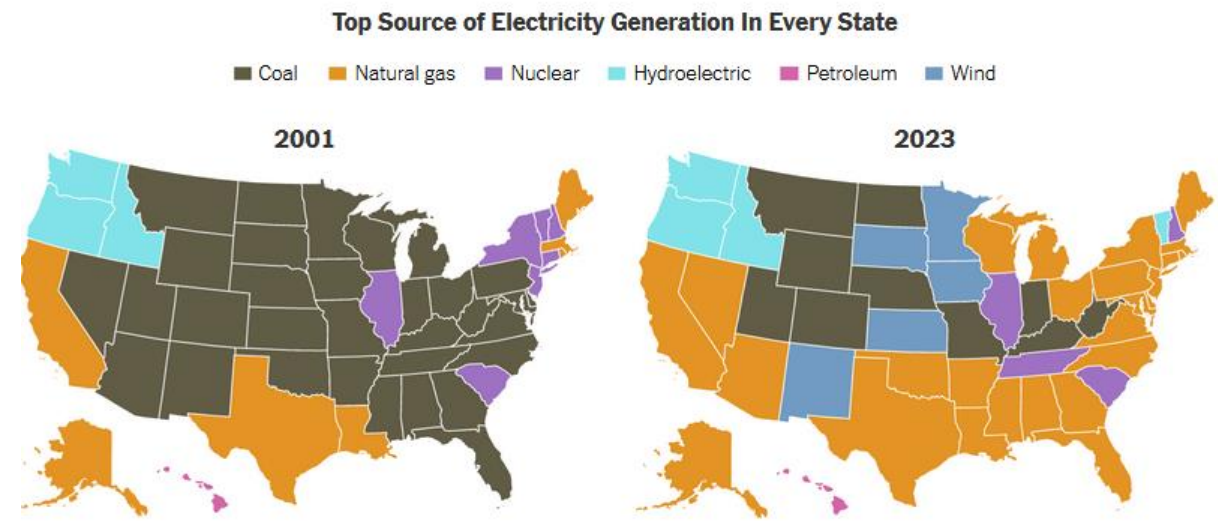 Top Source of Electricity Generation In Every State
Coal Natural gas Nuclear Hydroelectric Petroleum Wind
2001 2023